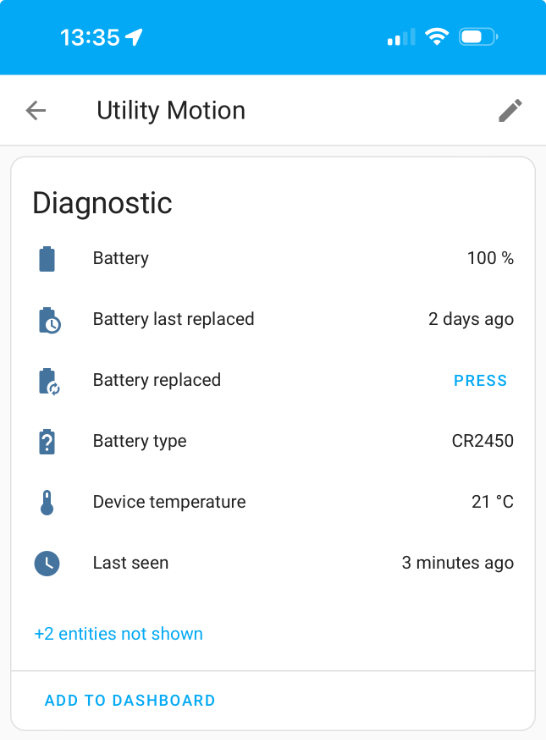 13:35
Utility Motion
Diagnostic
Battery 100 %
Battery last replaced 2 days ago
Battery replaced PRESS
Battery type CR2450
Device temperature 21 °C
Last seen 3 minutes ago
+2 entities not shown
ADD TO DASHBOARD